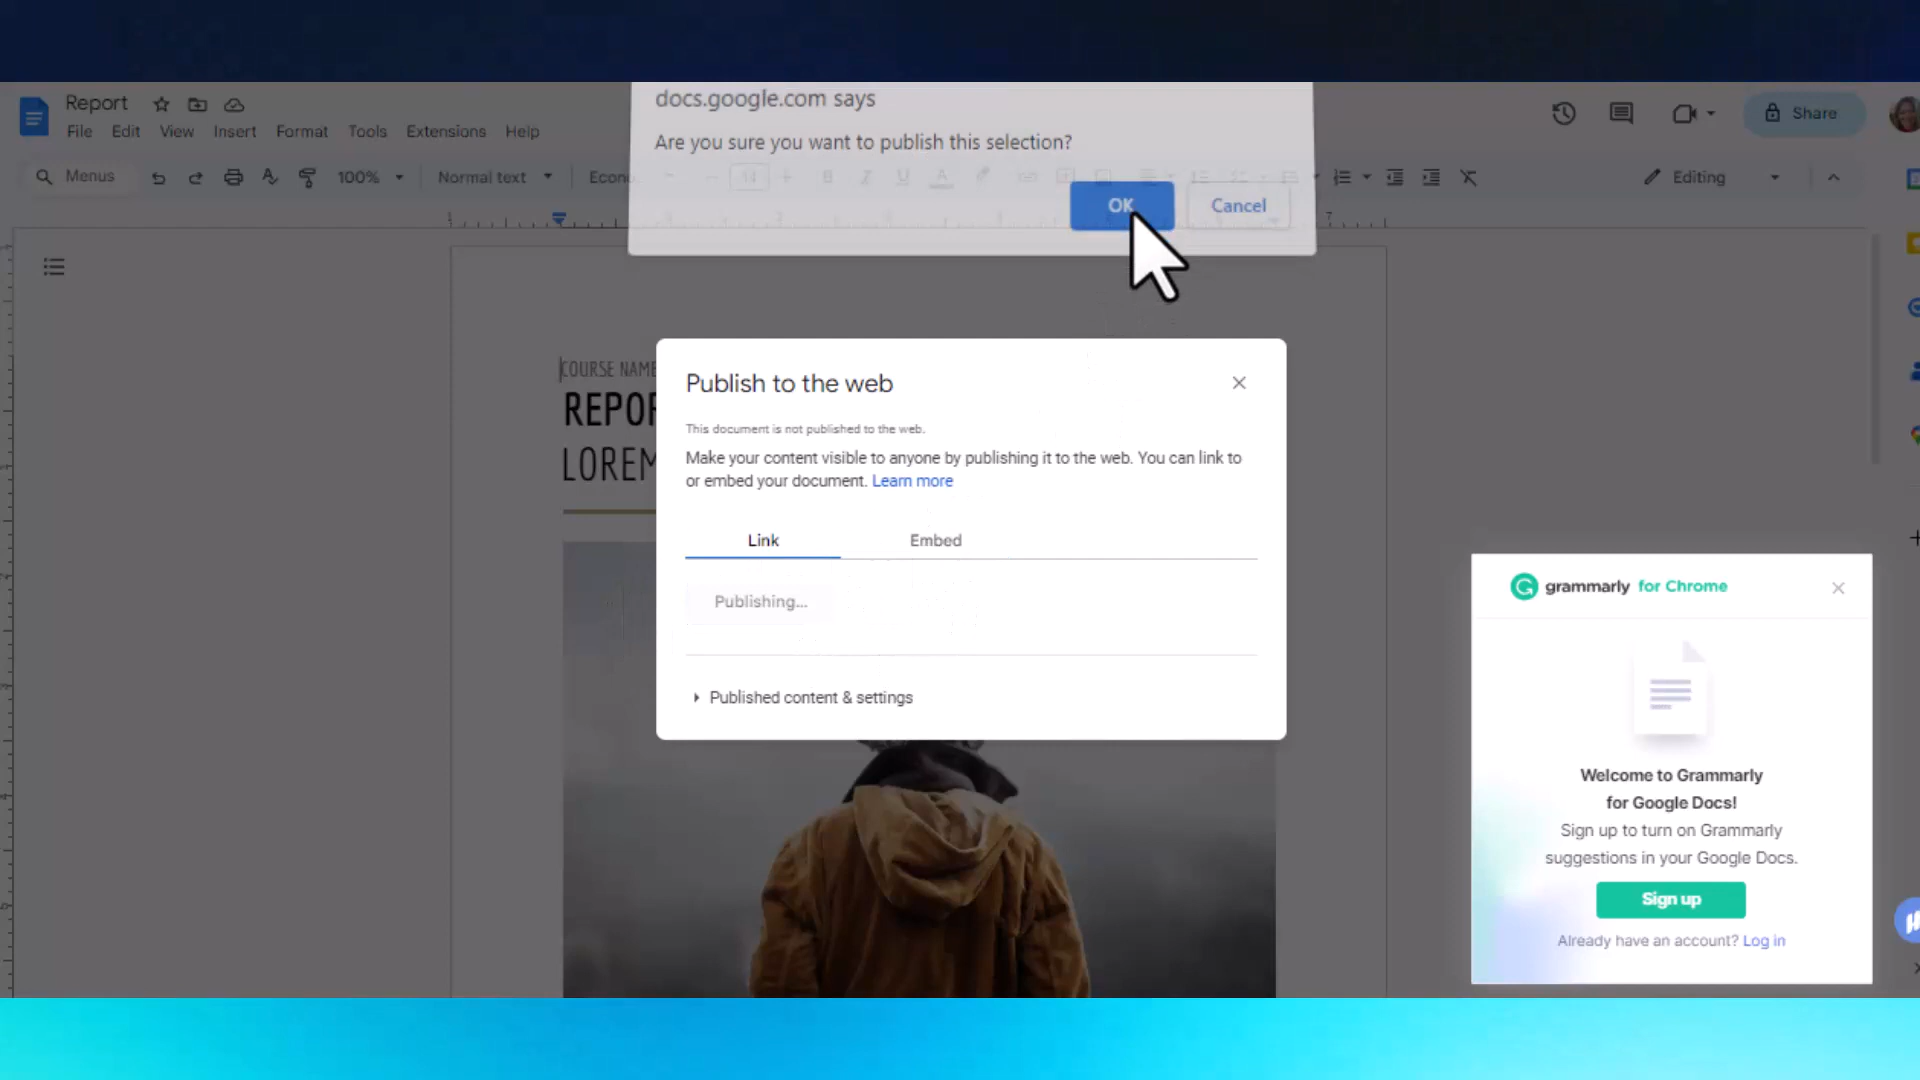 Report
File Edit View Insert Format Tools Extensions Help
Share
Menus
100%
Normal text
14
Editing
docs.google.com says
Are you sure you want to publish this selection?
OK
Cancel
COURSE NAME
Publish to the web
This document is not published to the web.
Make your content visible to anyone by publishing it to the web. You can link to
or embed your document. Learn more
Link
Embed
Publishing...
Published content & settings
grammarly for Chrome
Welcome to Grammarly
for Google Docs!
Sign up to turn on Grammarly
suggestions in your Google Docs.
Sign up
Already have an account? Log in